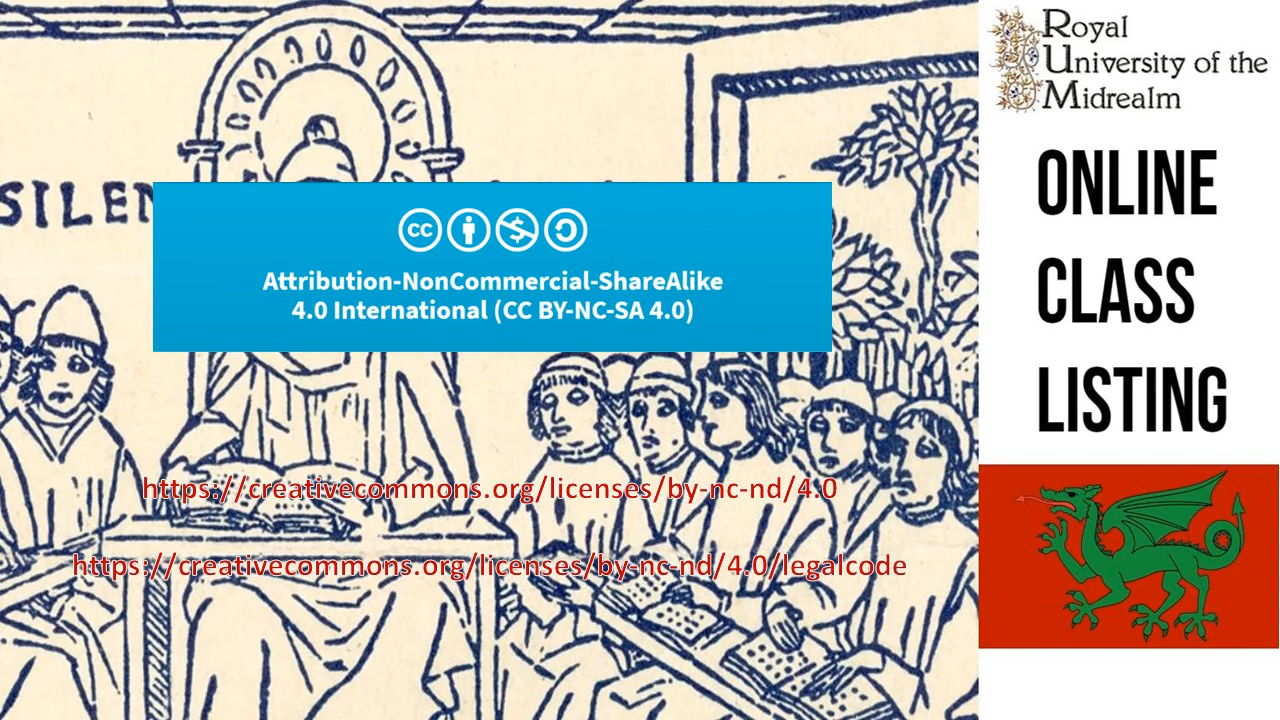 SILEN
cc
Attribution-NonCommercial-ShareAlike
4.0 International (CC BY-NC-SA 4.0)
https://creativecommons.org/licenses/by-nc-nd/4.0
https://creativecommons.org/licenses/by-nc-nd/4.0/legalcode
Royal
University of the
Midrealm
ONLINE
CLASS
LISTING